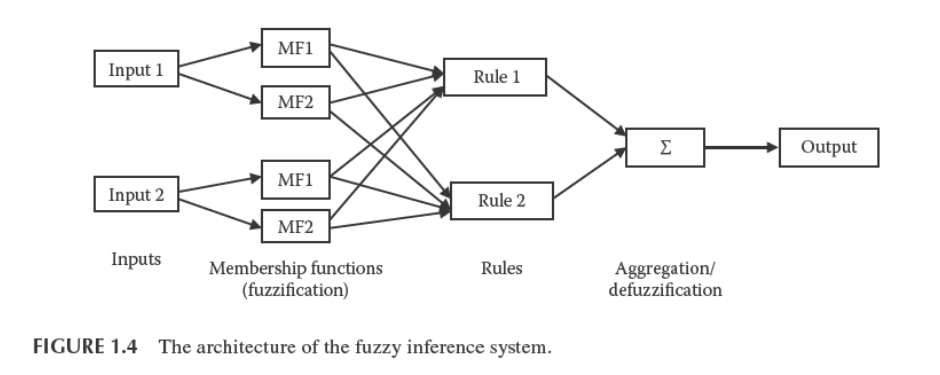 Input 1
MF1
MF2
Rule 1
Σ
Output
Input 2
MF1
MF2
Rule 2
Inputs
Membership functions
(fuzzification)
Rules
Aggregation/
defuzzification
FIGURE 1.4 The architecture of the fuzzy inference system.